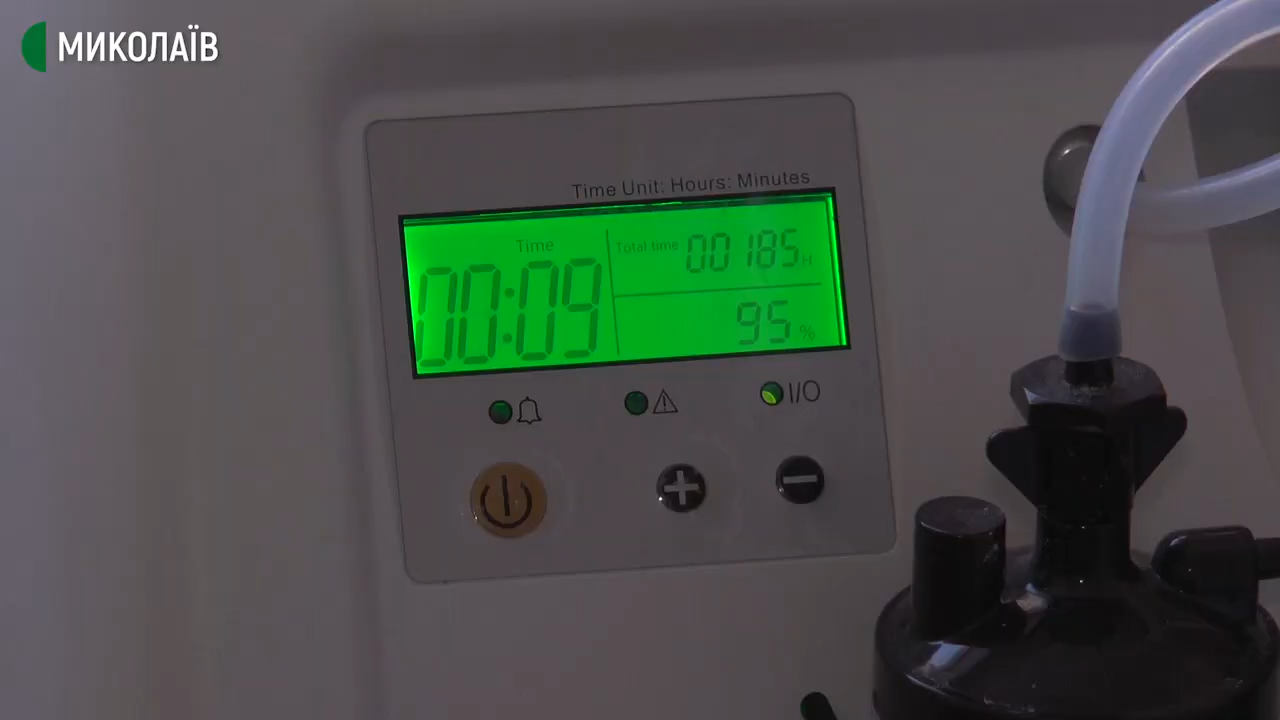 МИКОЛАЇВ
Time Unit: Hours: Minutes
Time
00:09
Total time 00185 H
95 %
I/O